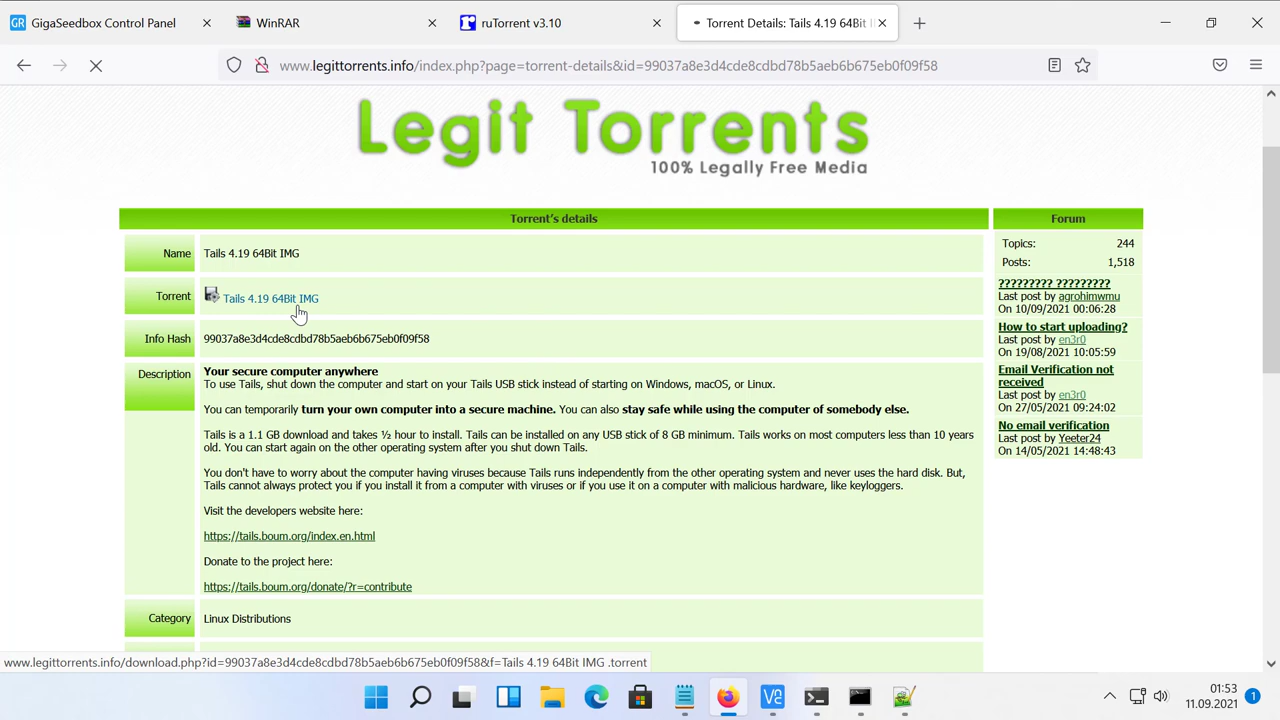 GR GigaSeedbox Control Panel
WinRAR
ruTorrent v3.10
Torrent Details: Tails 4.19 64Bit I
www.legittorrents.info/index.php?page=torrent-details&id=99037a8e3d4cde8cdbd78b5aeb6b675eb0f09f58
Legit Torrents
100% Legally Free Media
Torrent's details
Name
Tails 4.19 64Bit IMG
Torrent
Tails 4.19 64Bit IMG
Info Hash
99037a8e3d4cde8cdbd78b5aeb6b675eb0f09f58
Description
Your secure computer anywhere
To use Tails, shut down the computer and start on your Tails USB stick instead of starting on Windows, macOS, or Linux.
You can temporarily turn your own computer into a secure machine. You can also stay safe while using the computer of somebody else.
Tails is a 1.1 GB download and takes ½ hour to install. Tails can be installed on any USB stick of 8 GB minimum. Tails works on most computers less than 10 years
old. You can start again on the other operating system after you shut down Tails.
You don't have to worry about the computer having viruses because Tails runs independently from the other operating system and never uses the hard disk. But,
Tails cannot always protect you if you install it from a computer with viruses or if you use it on a computer with malicious hardware, like keyloggers.
Visit the developers website here:
https://tails.boum.org/index.en.html
Donate to the project here:
https://tails.boum.org/donate/?r=contribute
Category
Linux Distributions
Forum
Topics: 244
Posts: 1,518
????????? ?????????
Last post by agrohimwmu
On 10/09/2021 00:06:28
How to start uploading?
Last post by en3r0
On 19/08/2021 10:05:59
Email Verification not
received
Last post by en3r0
On 27/05/2021 09:24:02
No email verification
Last post by Yeeter24
On 14/05/2021 14:48:43
www.legittorrents.info/download.php?id=99037a8e3d4cde8cdbd78b5aeb6b675eb0f09f58&f=Tails 4.19 64Bit IMG .torrent
01:53
11.09.2021
1